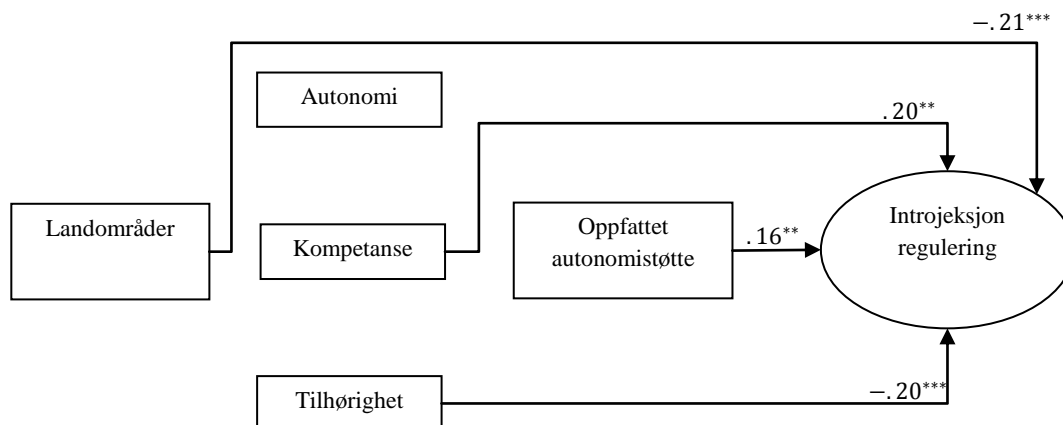 −.21***
Autonomi
.20**
Landområder
Kompetanse
Oppfattet
autonomistøtte
.16**
Introjeksjon
regulering
Tilhørighet
−.20***